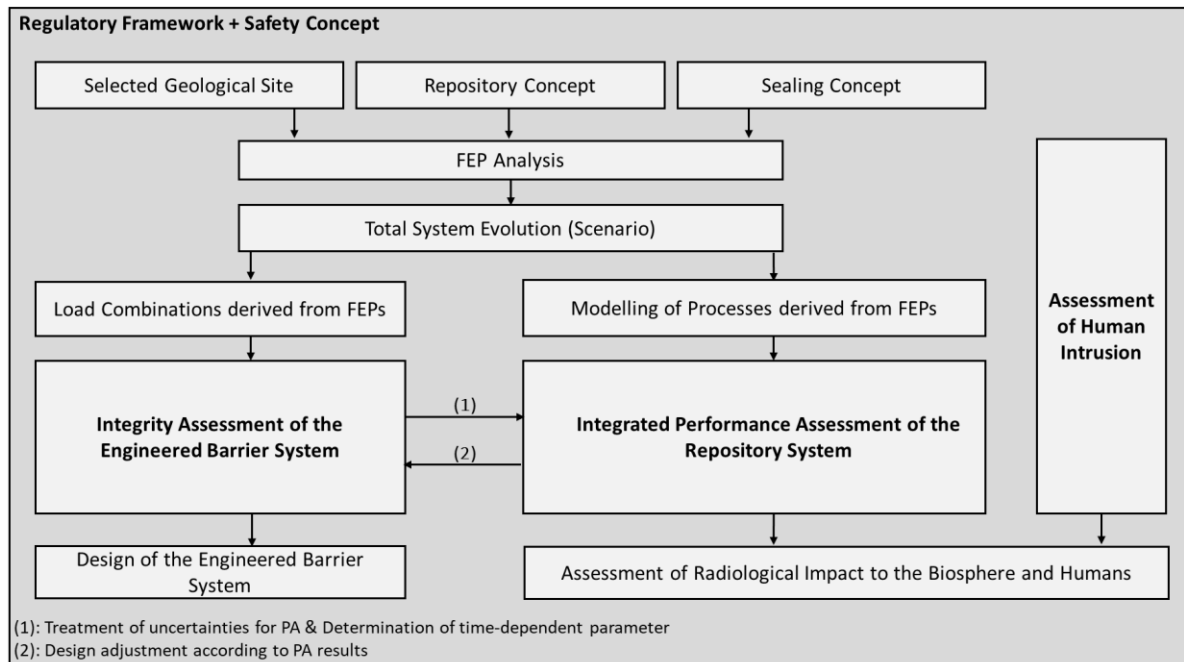 Regulatory Framework + Safety Concept
Selected Geological Site
Repository Concept
Sealing Concept
FEP Analysis
Total System Evolution (Scenario)
Load Combinations derived from FEPs
Modelling of Processes derived from FEPs
Assessment
of Human
Intrusion
Integrity Assessment of the
Engineered Barrier System
(1)
(2)
Integrated Performance Assessment of the
Repository System
Design of the Engineered Barrier
System
Assessment of Radiological Impact to the Biosphere and Humans
(1): Treatment of uncertainties for PA & Determination of time-dependent parameter
(2): Design adjustment according to PA results